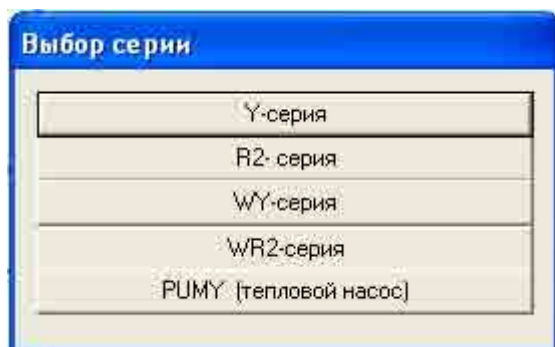 Выбор серии
Y-серия
R2- серия
WY-серия
WR2-серия
PUMY (тепловой насос)